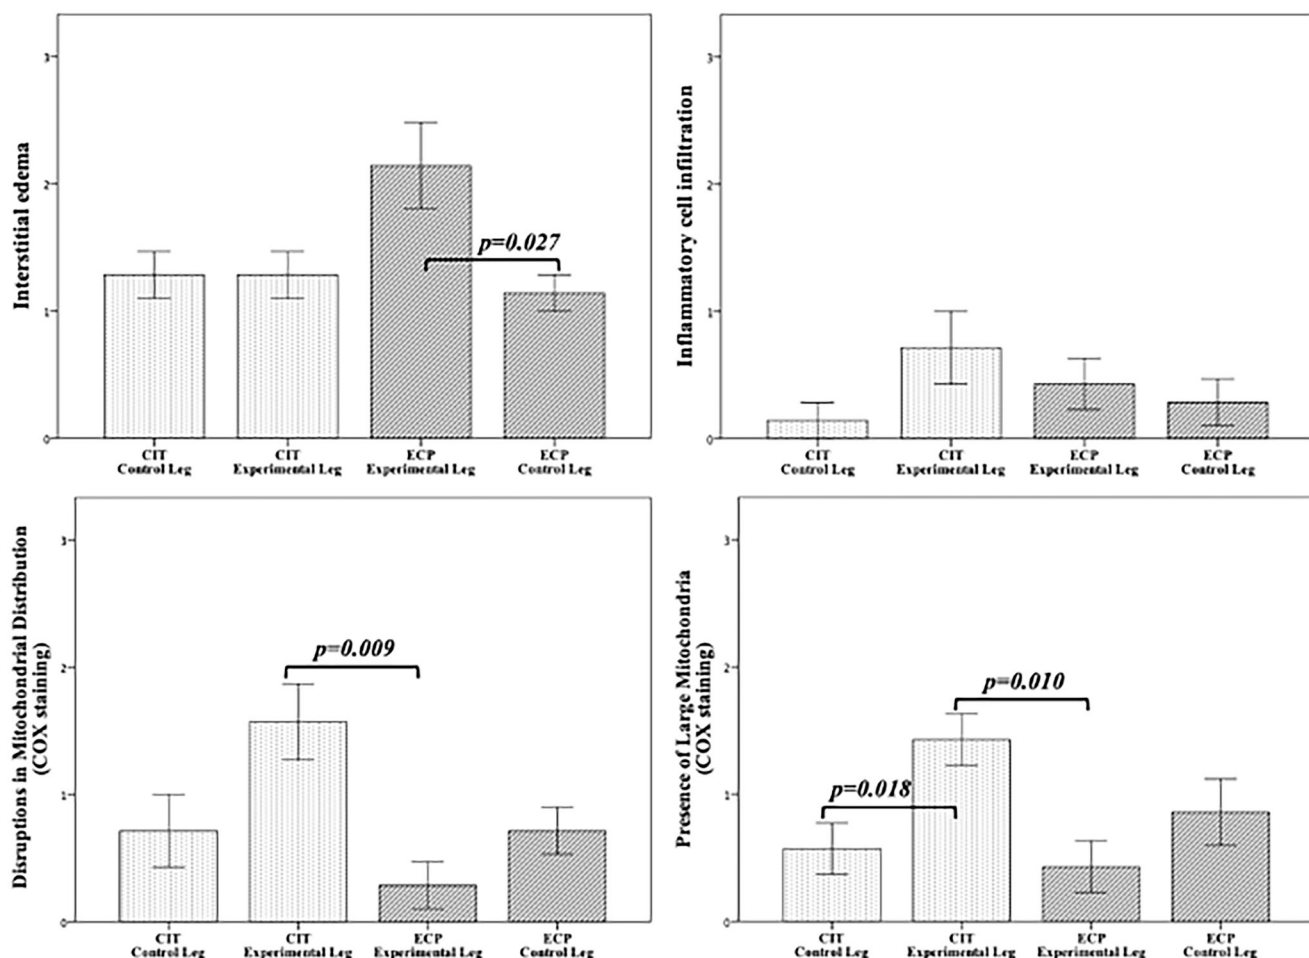 Interstitial edema
3
2
1
0
p=0.027
CIT
Control Leg
CIT
Experimental Leg
ECP
Experimental Leg
ECP
Control Leg
Inflammatory cell infiltration
3
2
1
0
CIT
Control Leg
CIT
Experimental Leg
ECP
Experimental Leg
ECP
Control Leg
Disruptions in Mitochondrial Distribution
(COX staining)
3
2
1
0
p=0.009
CIT
Control Leg
CIT
Experimental Leg
ECP
Experimental Leg
ECP
Control Leg
Presence of Large Mitochondria
(COX staining)
3
2
1
0
p=0.010
p=0.018
CIT
Control Leg
CIT
Experimental Leg
ECP
Experimental Leg
ECP
Control Leg